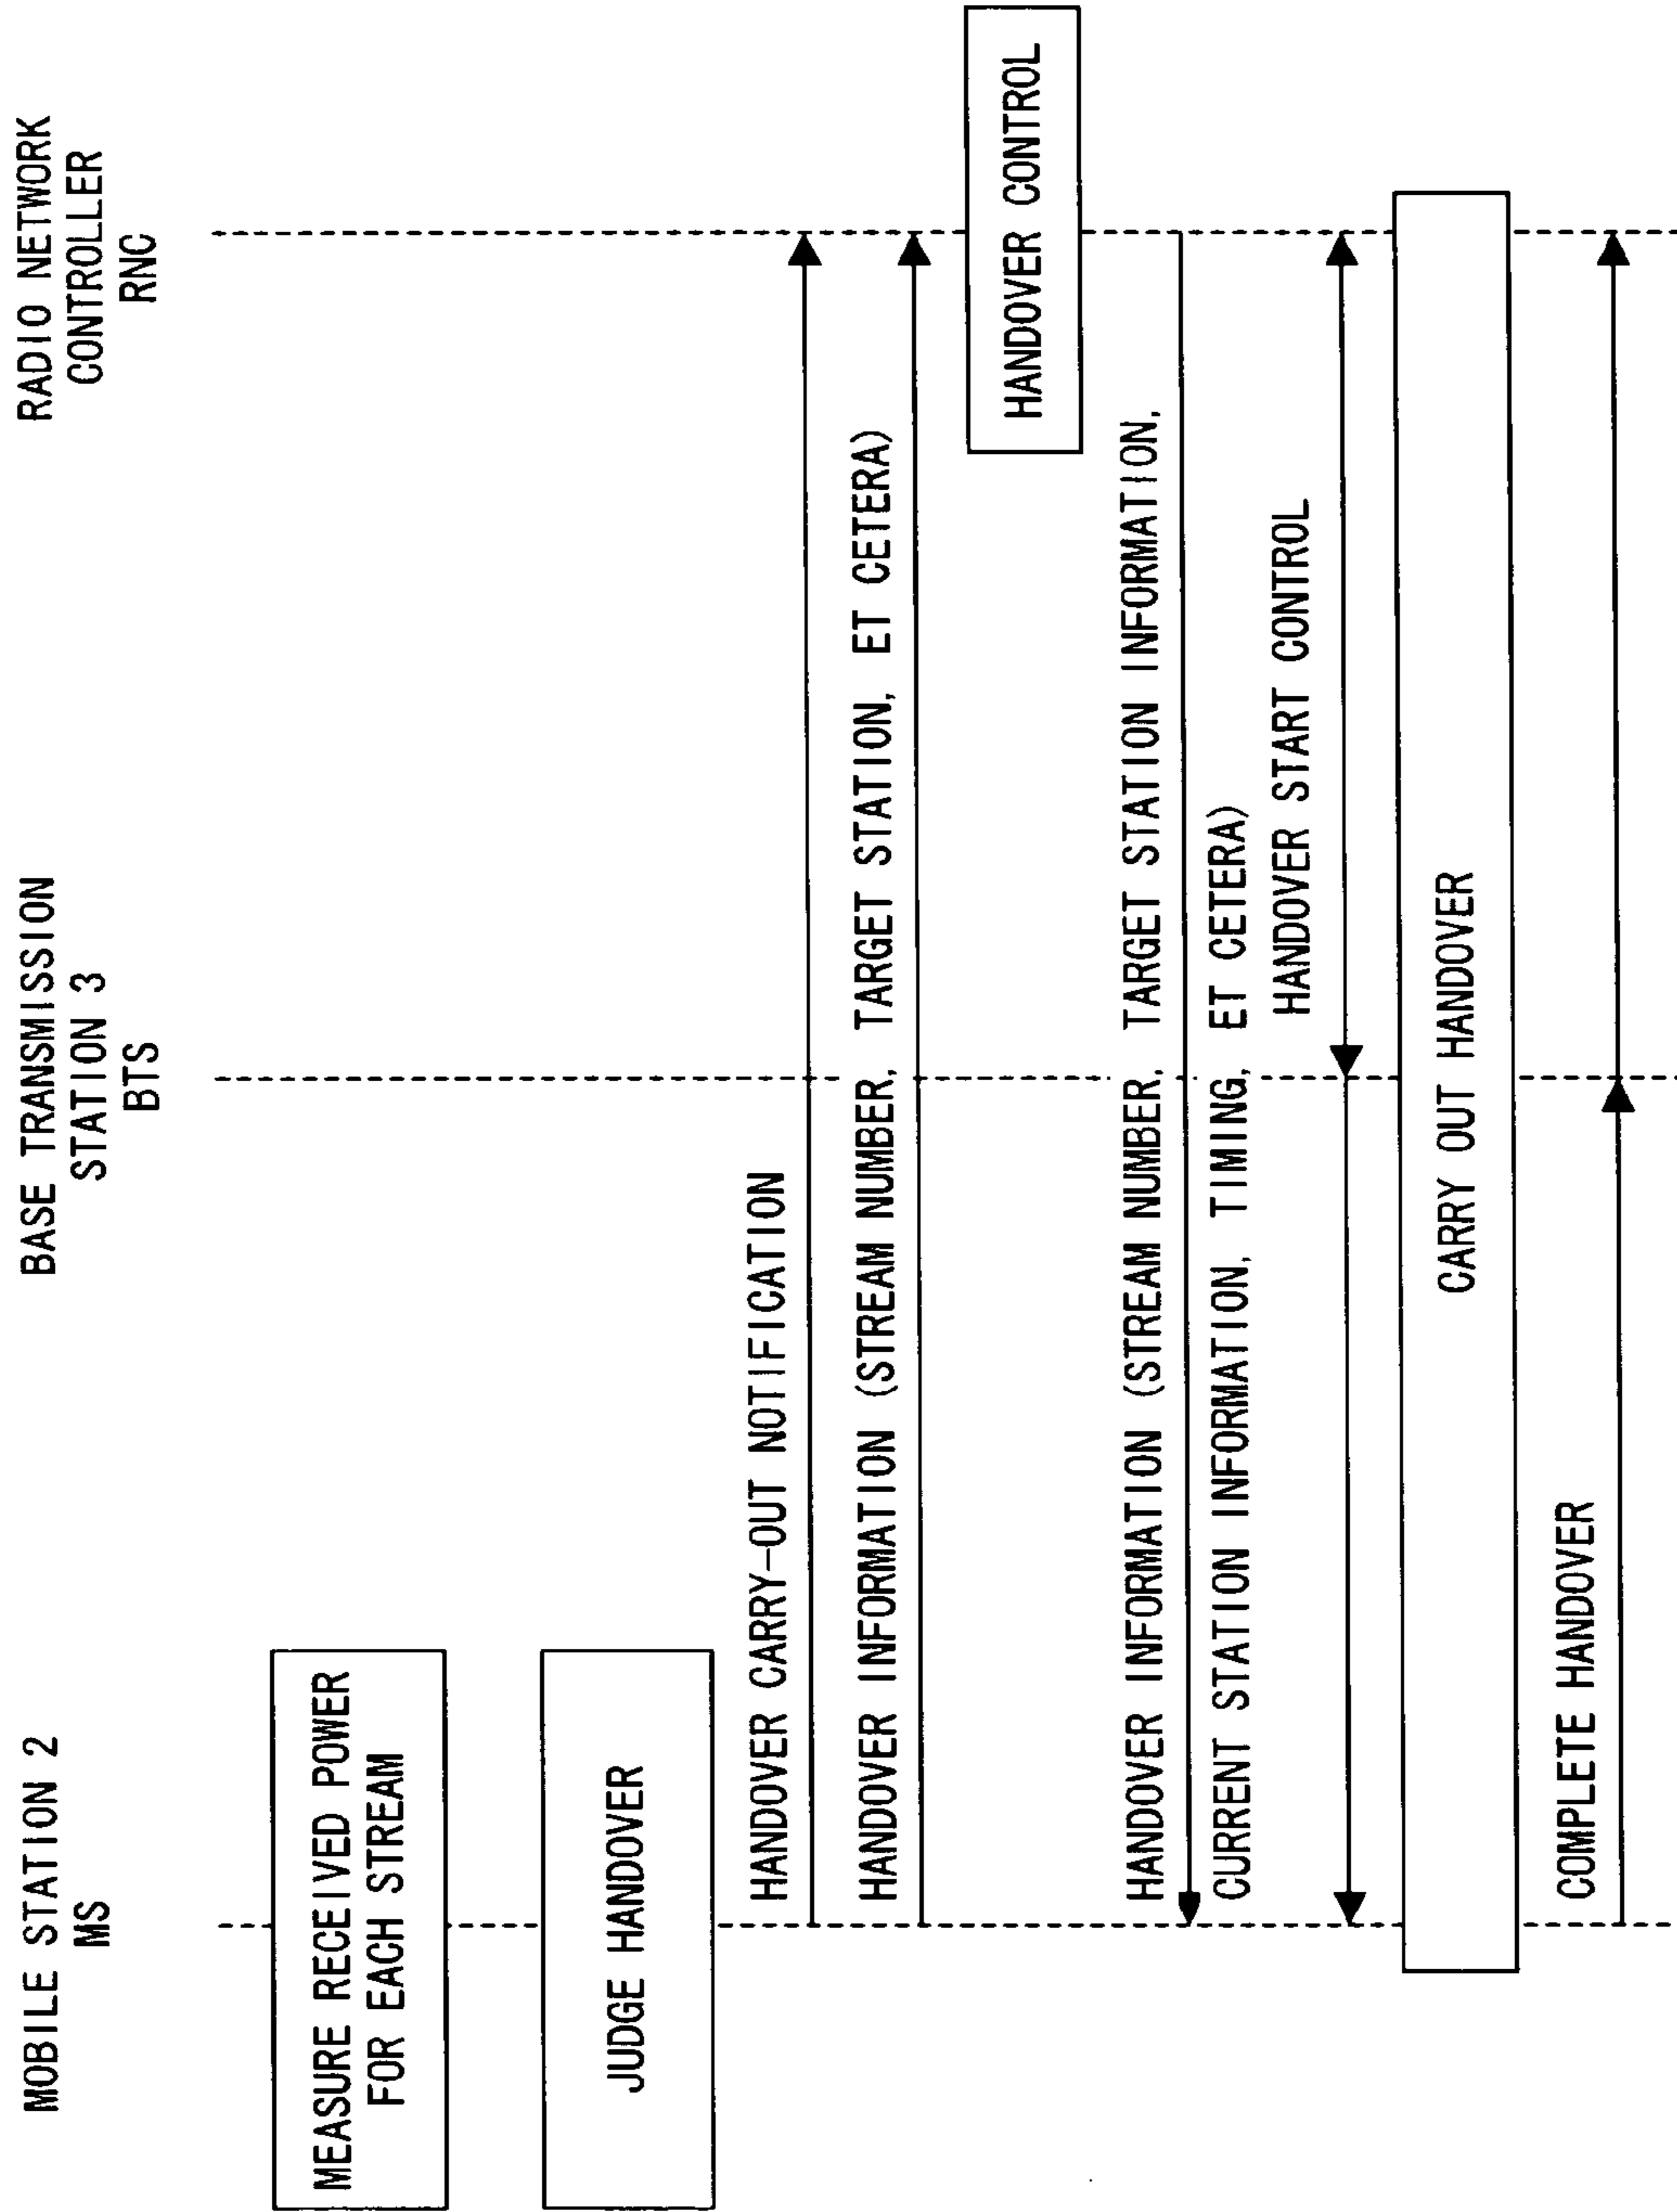 MOBILE STATION 2
MS
BASE TRANSMISSION
STATION 3
BTS
RADIO NETWORK
CONTROLLER
RNC
MEASURE RECEIVED POWER
FOR EACH STREAM
JUDGE HANDOVER
HANDOVER CARRY-OUT NOTIFICATION
HANDOVER INFORMATION (STREAM NUMBER, TARGET STATION, ET CETERA)
HANDOVER CONTROL
HANDOVER INFORMATION (STREAM NUMBER, TARGET STATION INFORMATION,
CURRENT STATION INFORMATION, TIMING, ET CETERA)
HANDOVER START CONTROL
CARRY OUT HANDOVER
COMPLETE HANDOVER